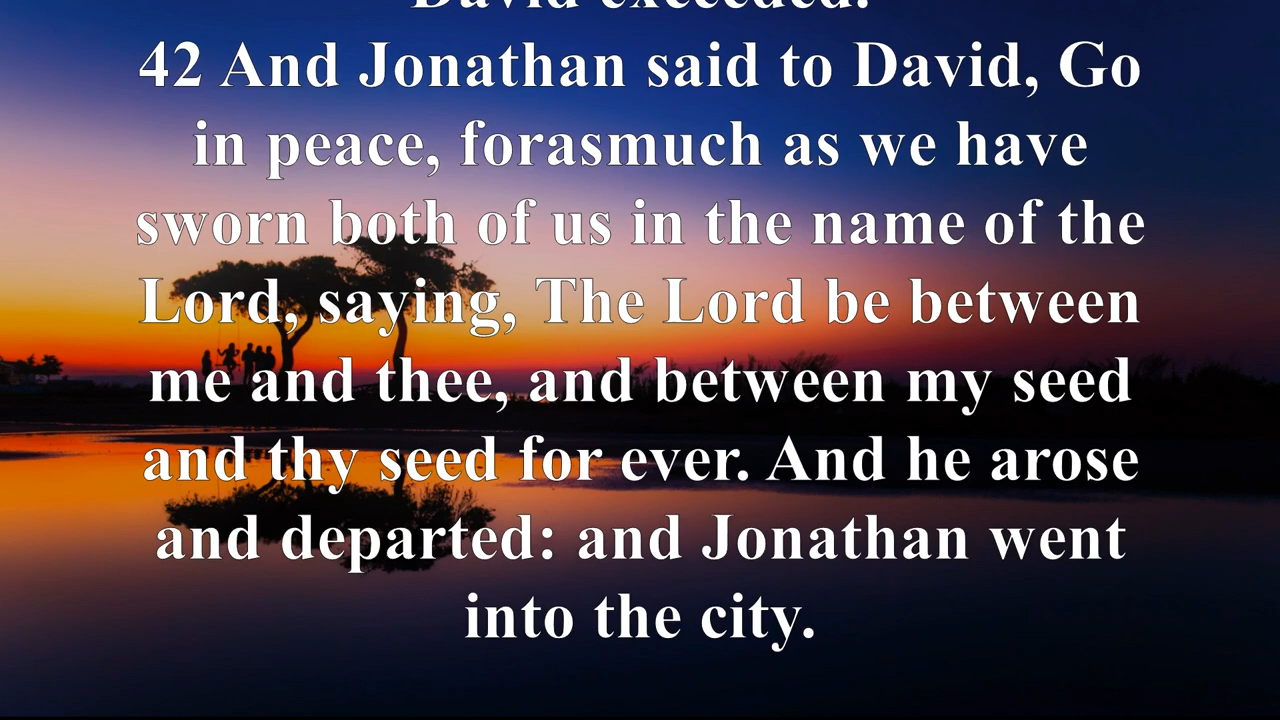 David exceeded.
42 And Jonathan said to David, Go
in peace, forasmuch as we have
sworn both of us in the name of the
Lord, saying, The Lord be between
me and thee, and between my seed
and thy seed for ever. And he arose
and departed: and Jonathan went
into the city.